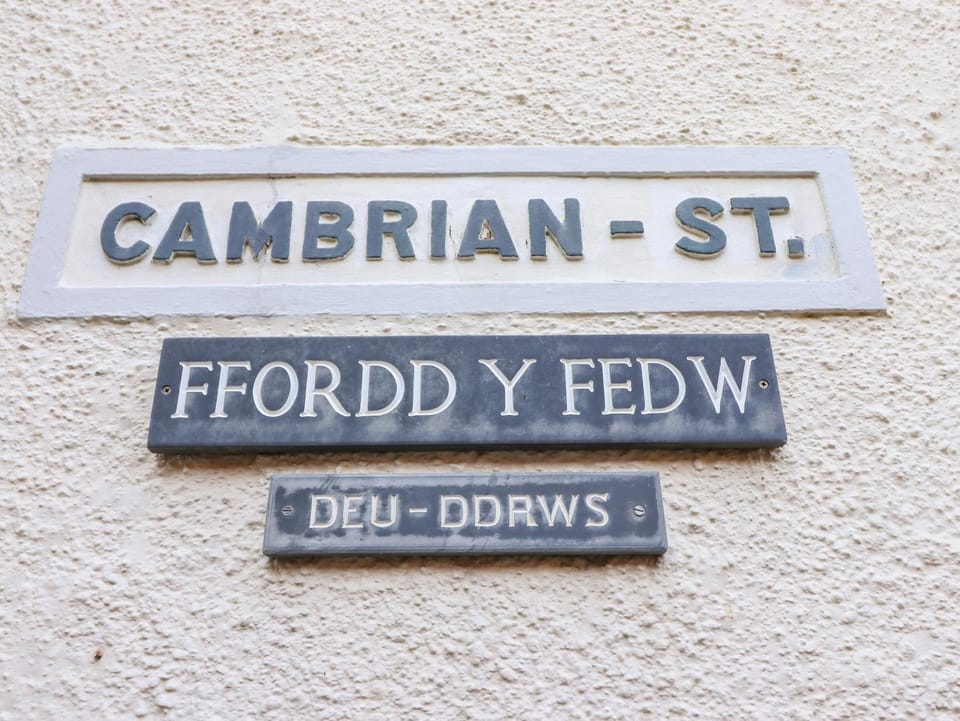 CAMBRIAN - ST.
FFORDD Y FEDW
DEU - DDRWS